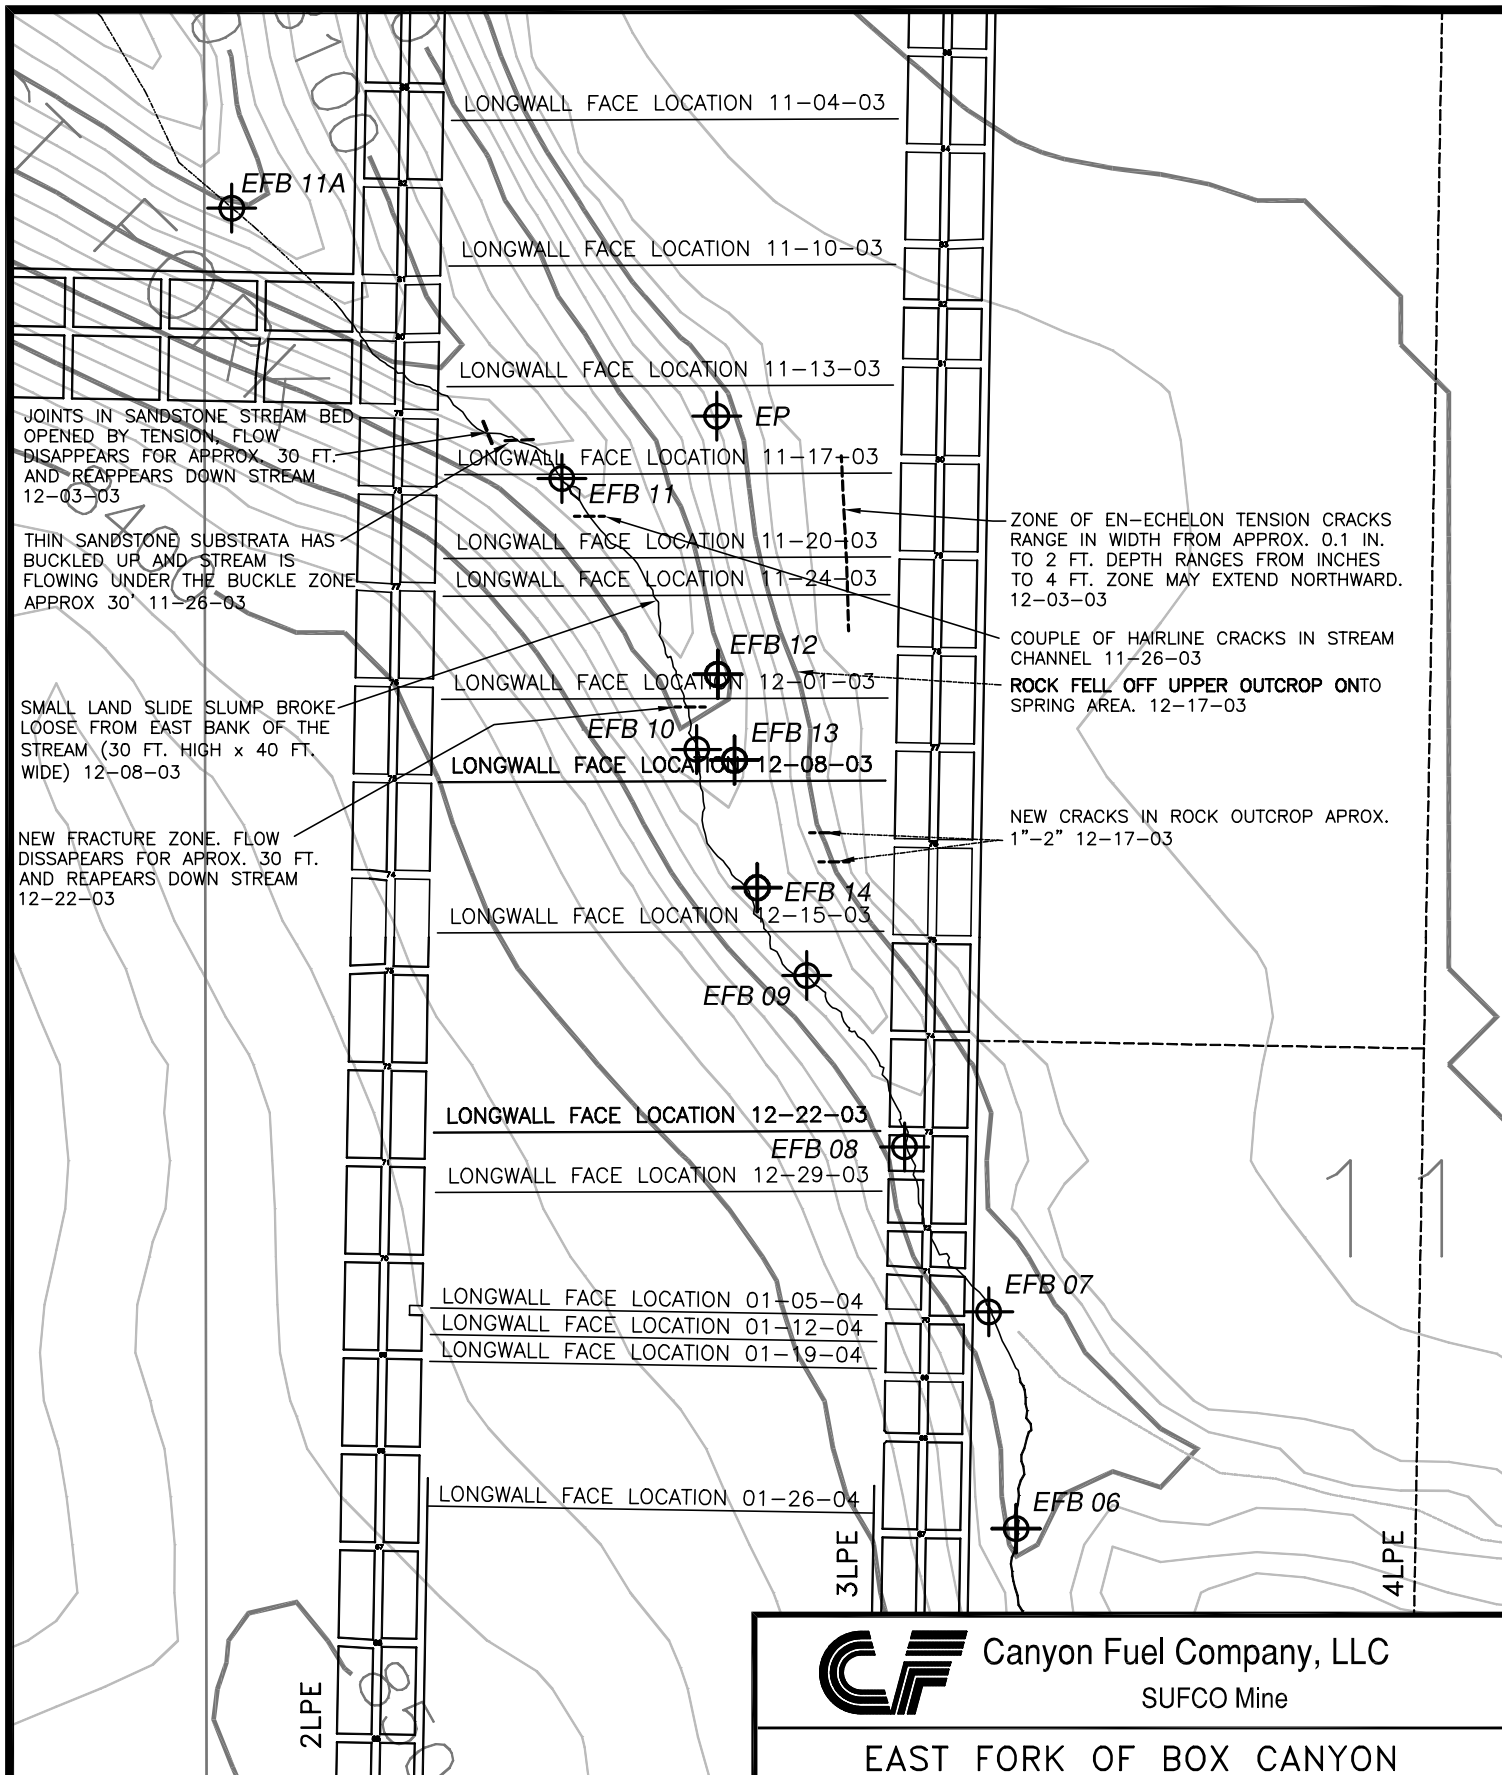 LONGWALL FACE LOCATION 11-04-03
EFB 11A
LONGWALL FACE LOCATION 11-10-03
LONGWALL FACE LOCATION 11-13-03
EP
JOINTS IN SANDSTONE STREAM BED
OPENED BY TENSION, FLOW
DISAPPEARS FOR APPROX. 30 FT.
AND REAPPEARS DOWN STREAM
12-03-03
LONGWALL FACE LOCATION 11-17-03
EFB 11
THIN SANDSTONE SUBSTRATA HAS
BUCKLED UP AND STREAM IS
FLOWING UNDER THE BUCKLE ZONE
APPROX 30' 11-26-03
8400
LONGWALL FACE LOCATION 11-20-03
LONGWALL FACE LOCATION 11-24-03
ZONE OF EN-ECHELON TENSION CRACKS
RANGE IN WIDTH FROM APPROX. 0.1 IN.
TO 2 FT. DEPTH RANGES FROM INCHES
TO 4 FT. ZONE MAY EXTEND NORTHWARD.
12-03-03
COUPLE OF HAIRLINE CRACKS IN STREAM
CHANNEL 11-26-03
EFB 12
LONGWALL FACE LOCATION 12-01-03
ROCK FELL OFF UPPER OUTCROP ONTO
SPRING AREA. 12-17-03
SMALL LAND SLIDE SLUMP BROKE
LOOSE FROM EAST BANK OF THE
STREAM (30 FT. HIGH x 40 FT.
WIDE) 12-08-03
EFB 10
EFB 13
LONGWALL FACE LOCATION 12-08-03
NEW CRACKS IN ROCK OUTCROP APROX.
1"-2" 12-17-03
NEW FRACTURE ZONE. FLOW
DISSAPEARS FOR APROX. 30 FT.
AND REAPEARS DOWN STREAM
12-22-03
EFB 14
LONGWALL FACE LOCATION 12-15-03
EFB 09
LONGWALL FACE LOCATION 12-22-03
EFB 08
LONGWALL FACE LOCATION 12-29-03
11
EFB 07
LONGWALL FACE LOCATION 01-05-04
LONGWALL FACE LOCATION 01-12-04
LONGWALL FACE LOCATION 01-19-04
LONGWALL FACE LOCATION 01-26-04
EFB 06
3LPE
4LPE
2LPE
Canyon Fuel Company, LLC
SUFCO Mine
EAST FORK OF BOX CANYON